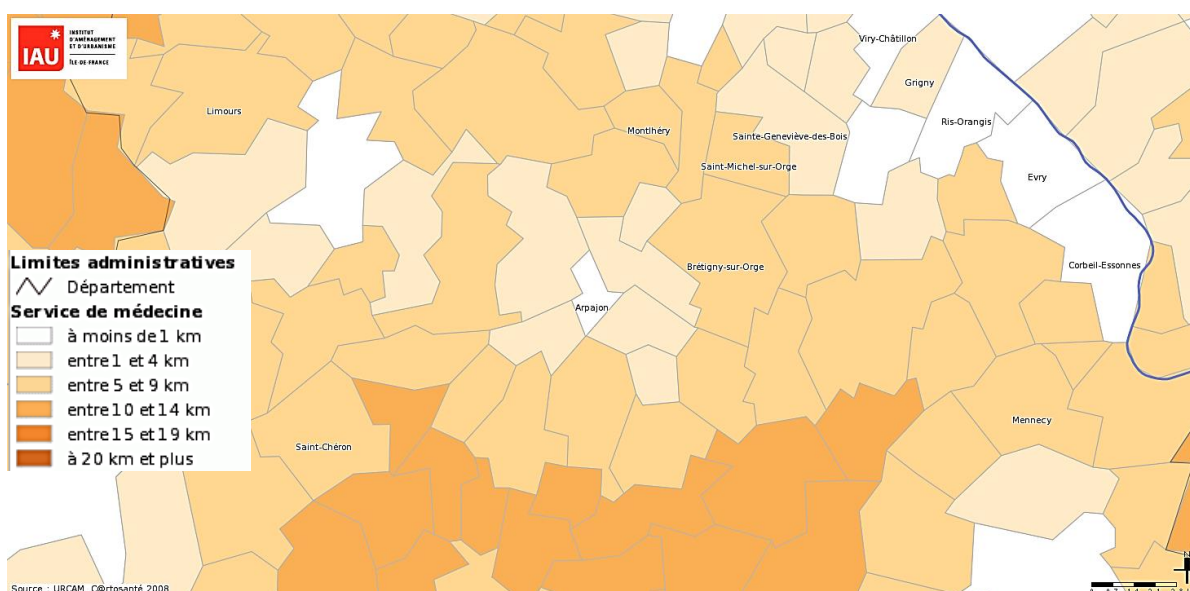 IAU
INSTITUT
D'AMÉNAGEMENT
ET D'URBANISME
ÎLE-DE-FRANCE
Viry-Châtillon
Grigny
Limours
Ris-Orangis
Montlhéry
Sainte-Geneviève-des-Bois
Saint-Michel-sur-Orge
Evry
Brétigny-sur-Orge
Corbeil-Essonnes
Arpajon
Mennecy
Saint-Chéron
Limites administratives
Département
Service de médecine
à moins de 1 km
entre 1 et 4 km
entre 5 et 9 km
entre 10 et 14 km
entre 15 et 19 km
à 20 km et plus
Source : URCAM, C@rtosanté 2008
N